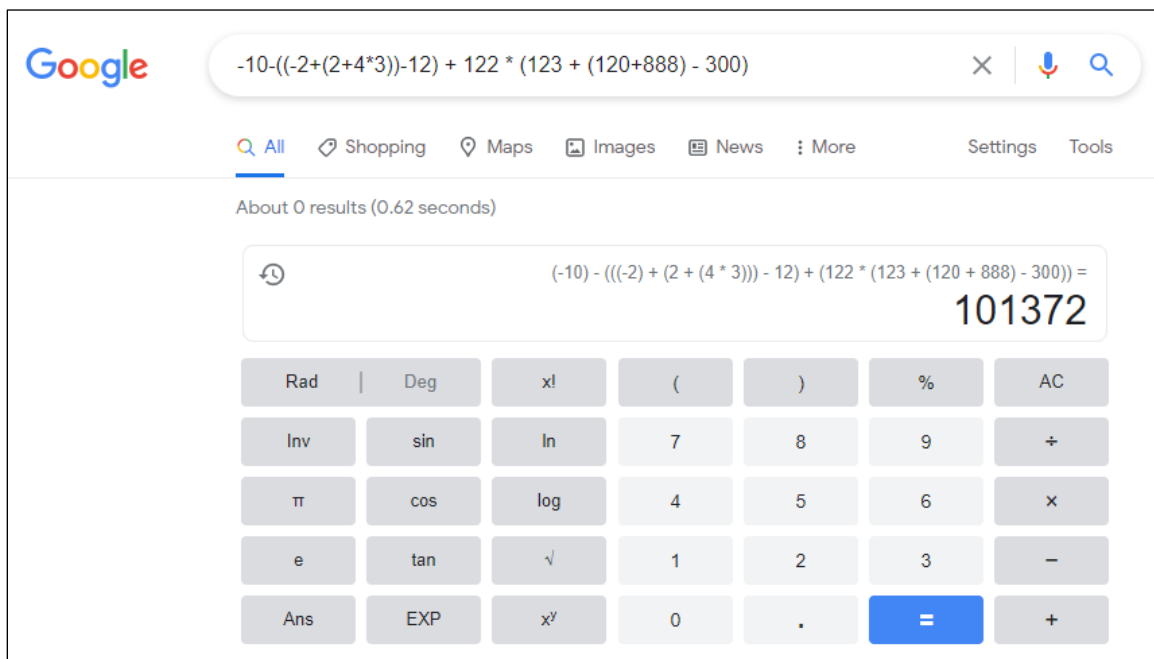 Google
-10-((-2+(2+4*3))-12) + 122 * (123 + (120+888) - 300)
All Shopping Maps Images News More Settings Tools
About 0 results (0.62 seconds)
(-10) - (((-2) + (2 + (4 * 3))) - 12) + (122 * (123 + (120 + 888) - 300)) =
101372
Rad | Deg x! ( ) % AC
Inv sin ln 7 8 9 ÷
π cos log 4 5 6 ×
e tan √ 1 2 3 −
Ans EXP xʸ 0 . = +